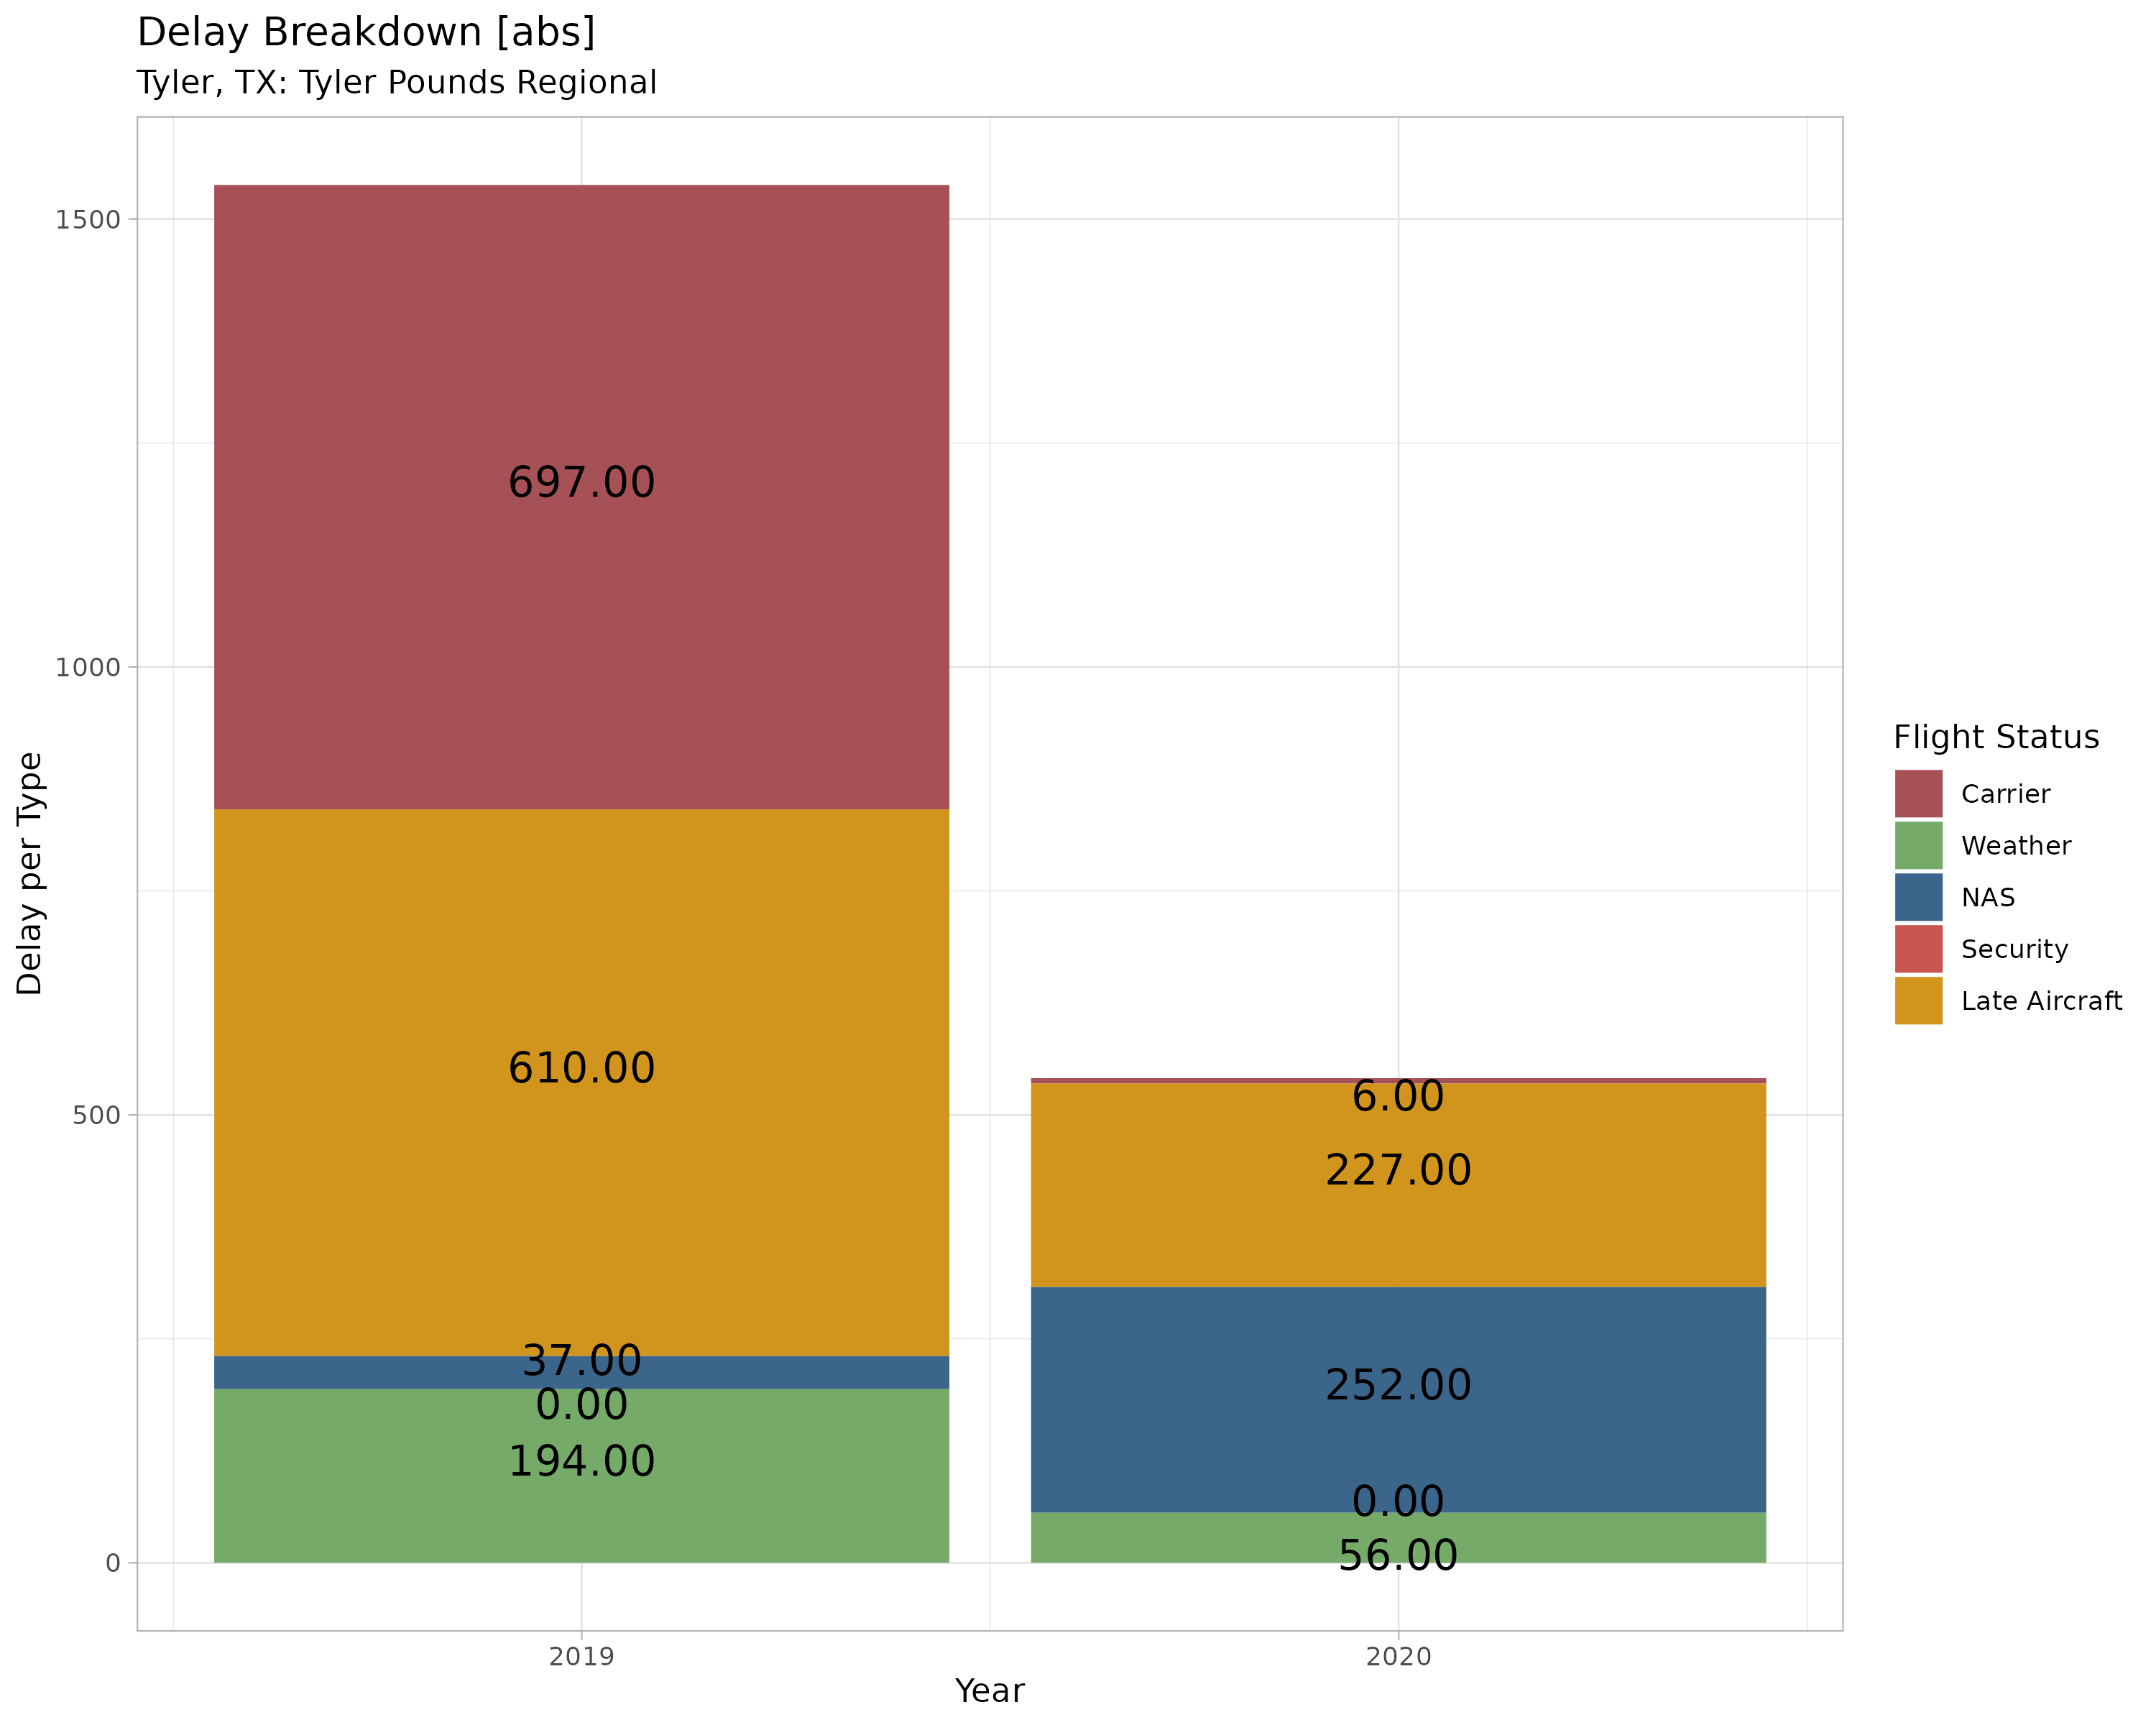 Delay Breakdown [abs]
Tyler, TX: Tyler Pounds Regional
Delay per Type
1500
1000
500
0
697.00
610.00
37.00
0.00
194.00
6.00
227.00
252.00
0.00
56.00
2019
2020
Year
Flight Status
Carrier
Weather
NAS
Security
Late Aircraft